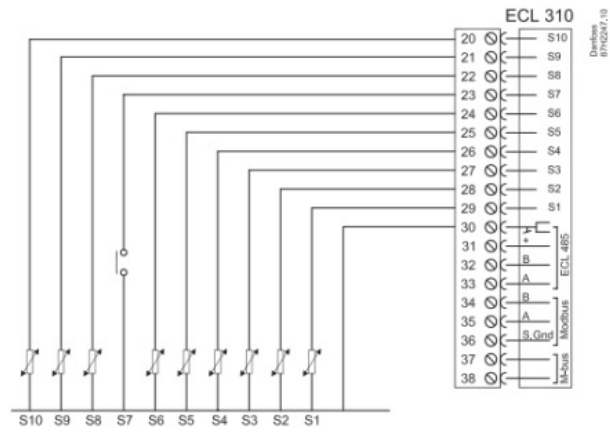 ECL 310
Danfoss
87H2247.10
20 S10
21 S9
22 S8
23 S7
24 S6
25 S5
26 S4
27 S3
28 S2
29 S1
30
31 +
32 B
33 A
ECL 485
34 B
35 A
36 S.Gnd
Modbus
37
38
M-bus
S10 S9 S8 S7 S6 S5 S4 S3 S2 S1